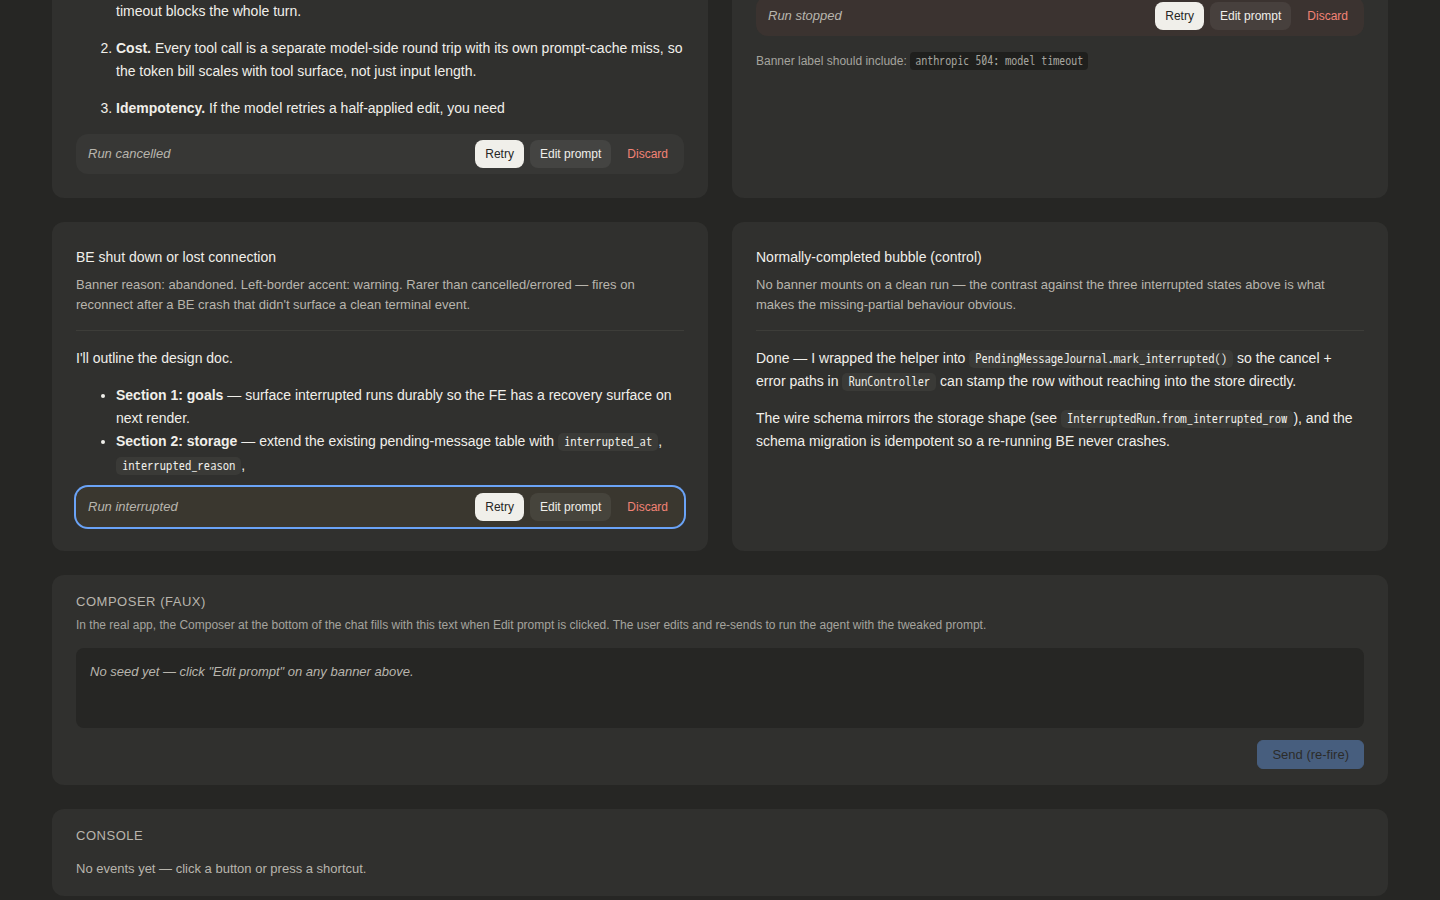 timeout blocks the whole turn.
2. Cost. Every tool call is a separate model-side round trip with its own prompt-cache miss, so
the token bill scales with tool surface, not just input length.
3. Idempotency. If the model retries a half-applied edit, you need
Run cancelled Retry Edit prompt Discard
Run stopped Retry Edit prompt Discard
Banner label should include: anthropic 504: model timeout
BE shut down or lost connection
Banner reason: abandoned. Left-border accent: warning. Rarer than cancelled/errored — fires on
reconnect after a BE crash that didn't surface a clean terminal event.
I'll outline the design doc.
• Section 1: goals — surface interrupted runs durably so the FE has a recovery surface on
next render.
• Section 2: storage — extend the existing pending-message table with interrupted_at ,
interrupted_reason ,
Run interrupted Retry Edit prompt Discard
Normally-completed bubble (control)
No banner mounts on a clean run — the contrast against the three interrupted states above is what
makes the missing-partial behaviour obvious.
Done — I wrapped the helper into PendingMessageJournal.mark_interrupted() so the cancel +
error paths in RunController can stamp the row without reaching into the store directly.
The wire schema mirrors the storage shape (see InterruptedRun.from_interrupted_row ), and the
schema migration is idempotent so a re-running BE never crashes.
COMPOSER (FAUX)
In the real app, the Composer at the bottom of the chat fills with this text when Edit prompt is clicked. The user edits and re-sends to run the agent with the tweaked prompt.
No seed yet — click "Edit prompt" on any banner above.
Send (re-fire)
CONSOLE
No events yet — click a button or press a shortcut.